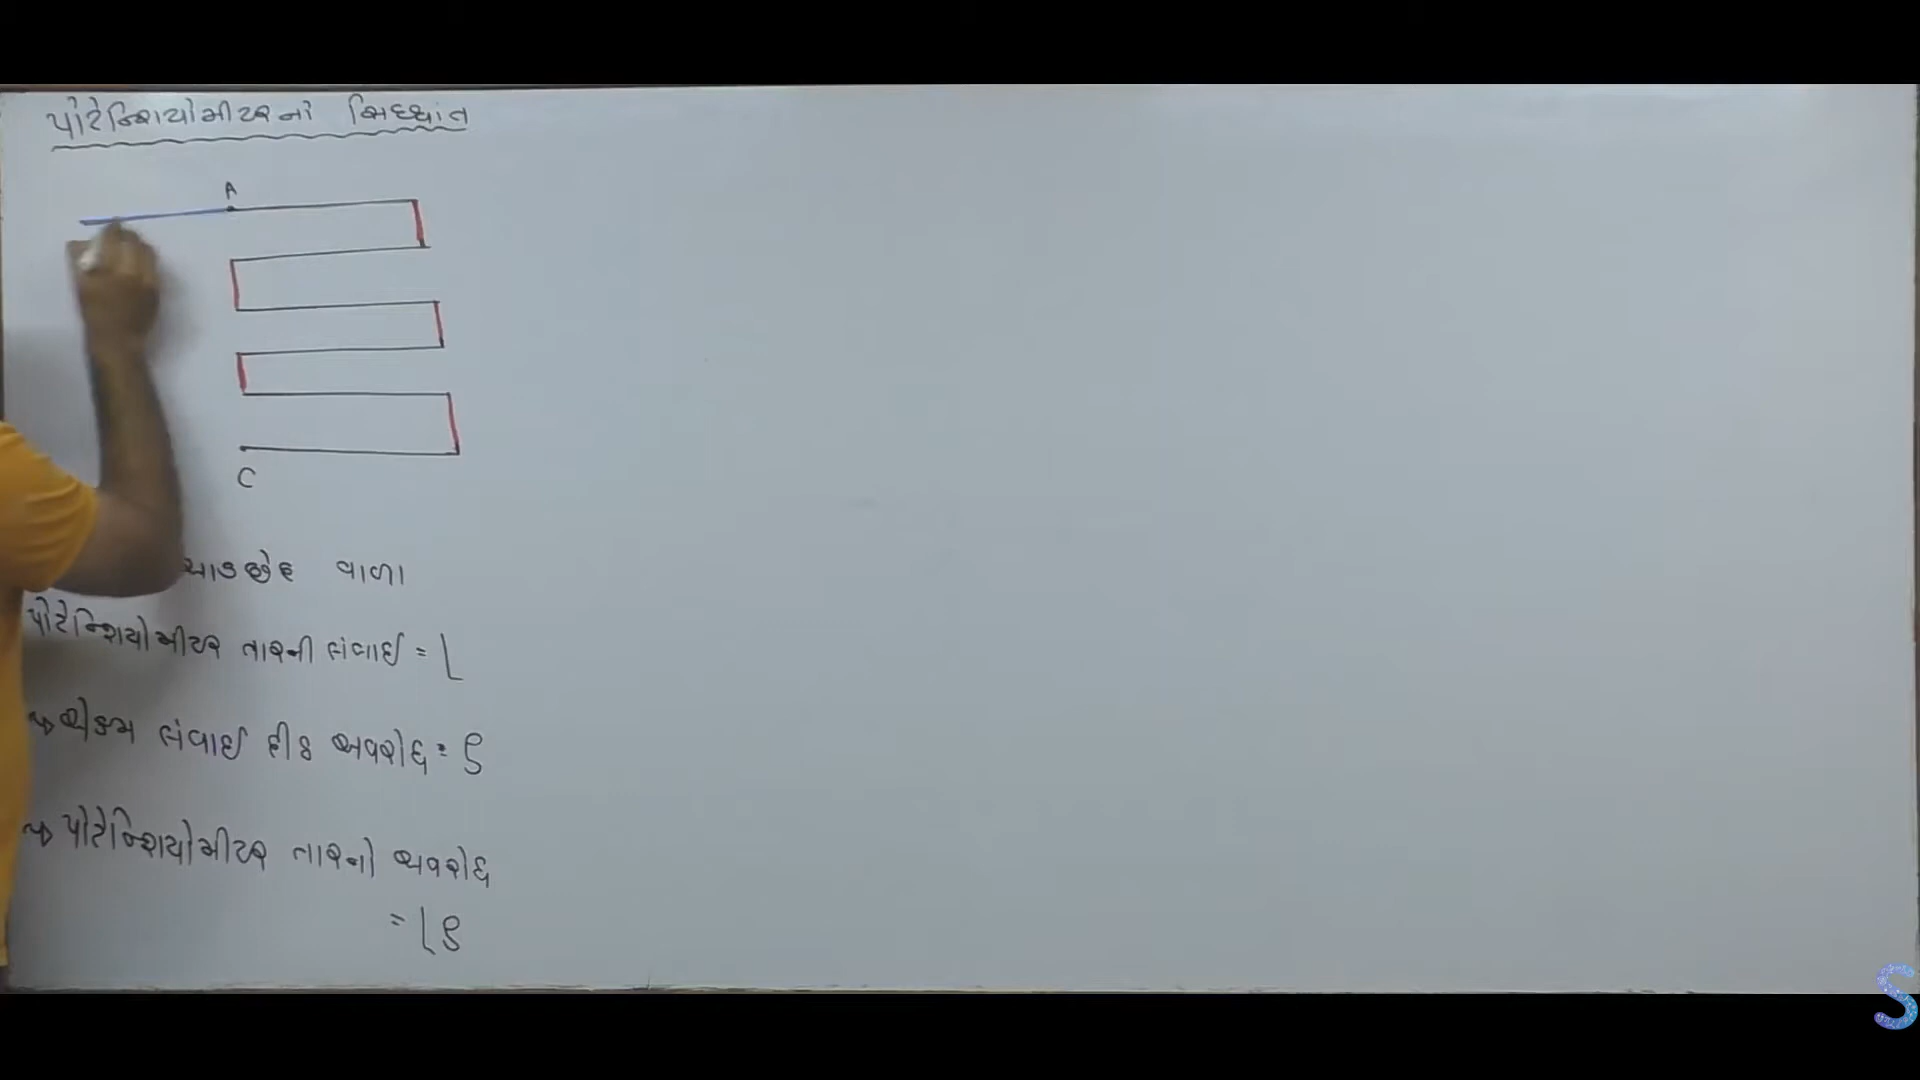 પોટેન્શિયોમીટરનો સિધ્ધાંત
A
C
આડછેદ વાળા
પોટેન્શિયોમીટર તારની લંબાઈ = L
→ એકમ લંબાઈ દીઠ અવરોધ = ρ
→ પોટેન્શિયોમીટર તારનો અવરોધ
= Lρ
S